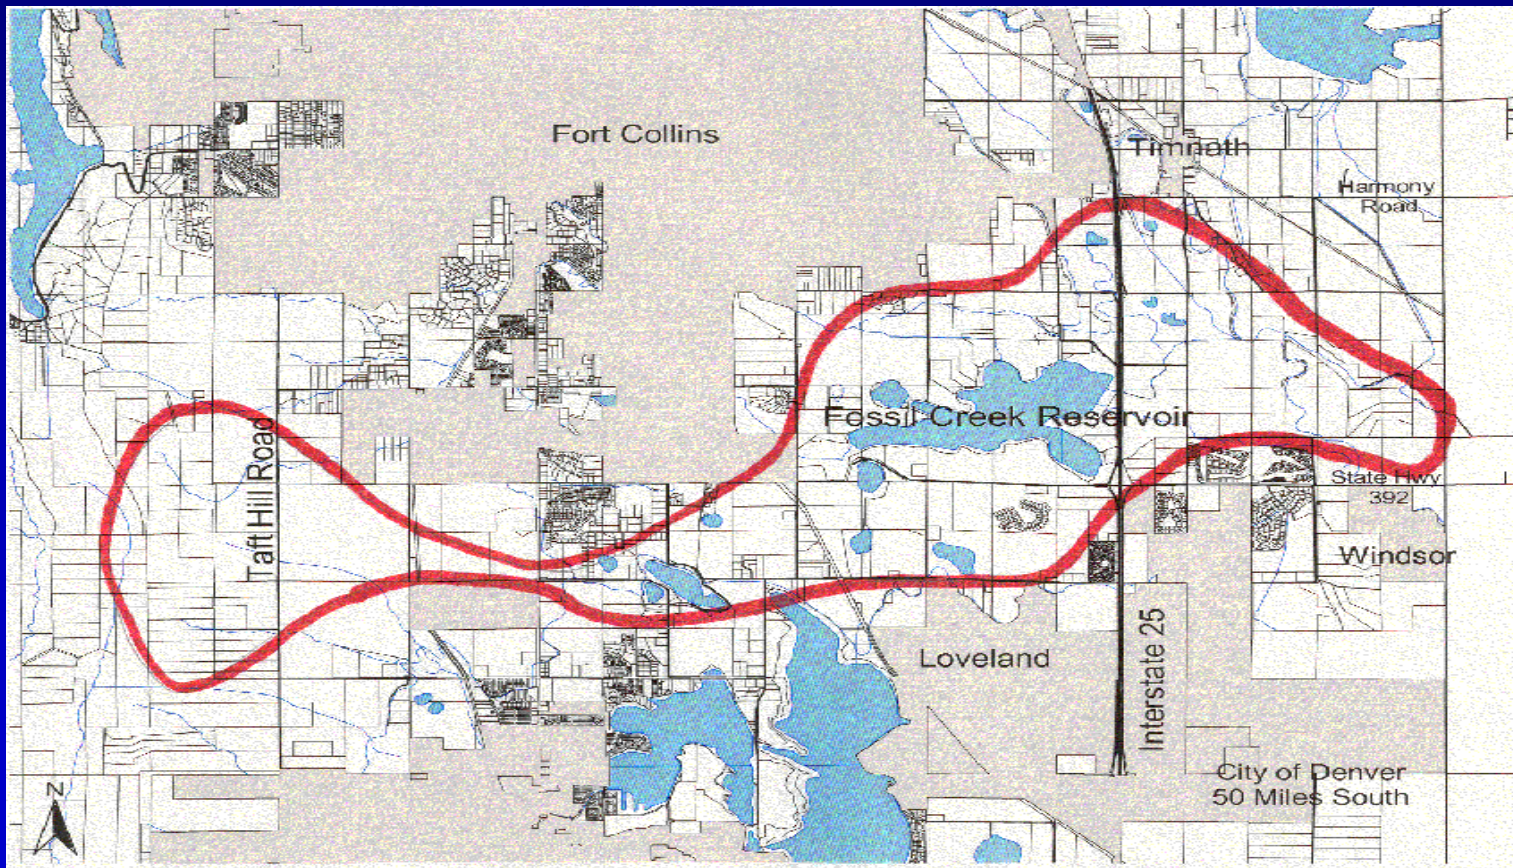 Fort Collins
Timnath
Harmony
Road
Fossil Creek Reservoir
Taft Hill Road
State Hwy
392
Windsor
Interstate 25
Loveland
City of Denver
50 Miles South
N